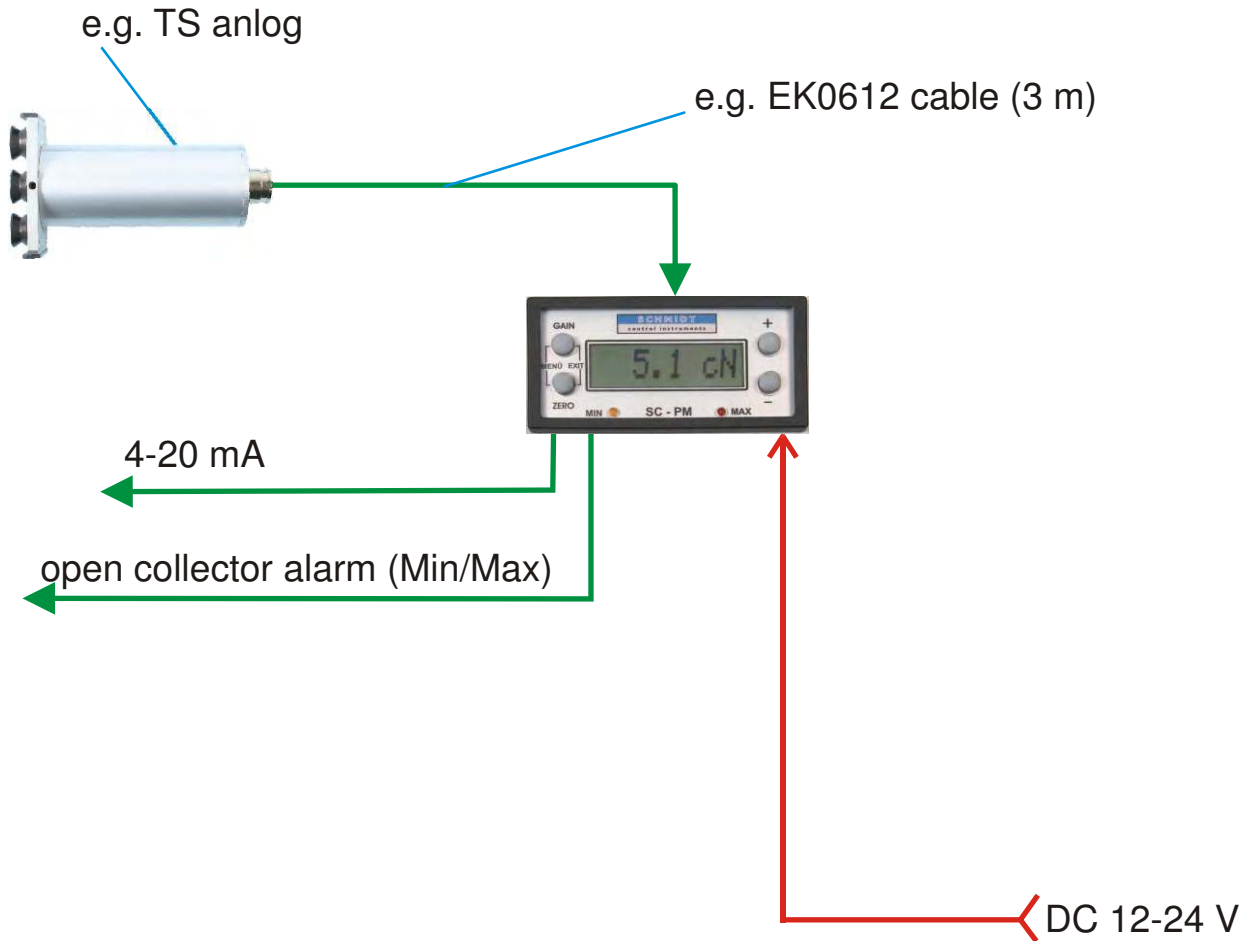 e.g. TS anlog
e.g. EK0612 cable (3 m)
SCHMIDT
control instruments
GAIN
+
MENÜ EXIT
5.1 cN
ZERO
−
MIN
SC - PM
MAX
4-20 mA
open collector alarm (Min/Max)
DC 12-24 V